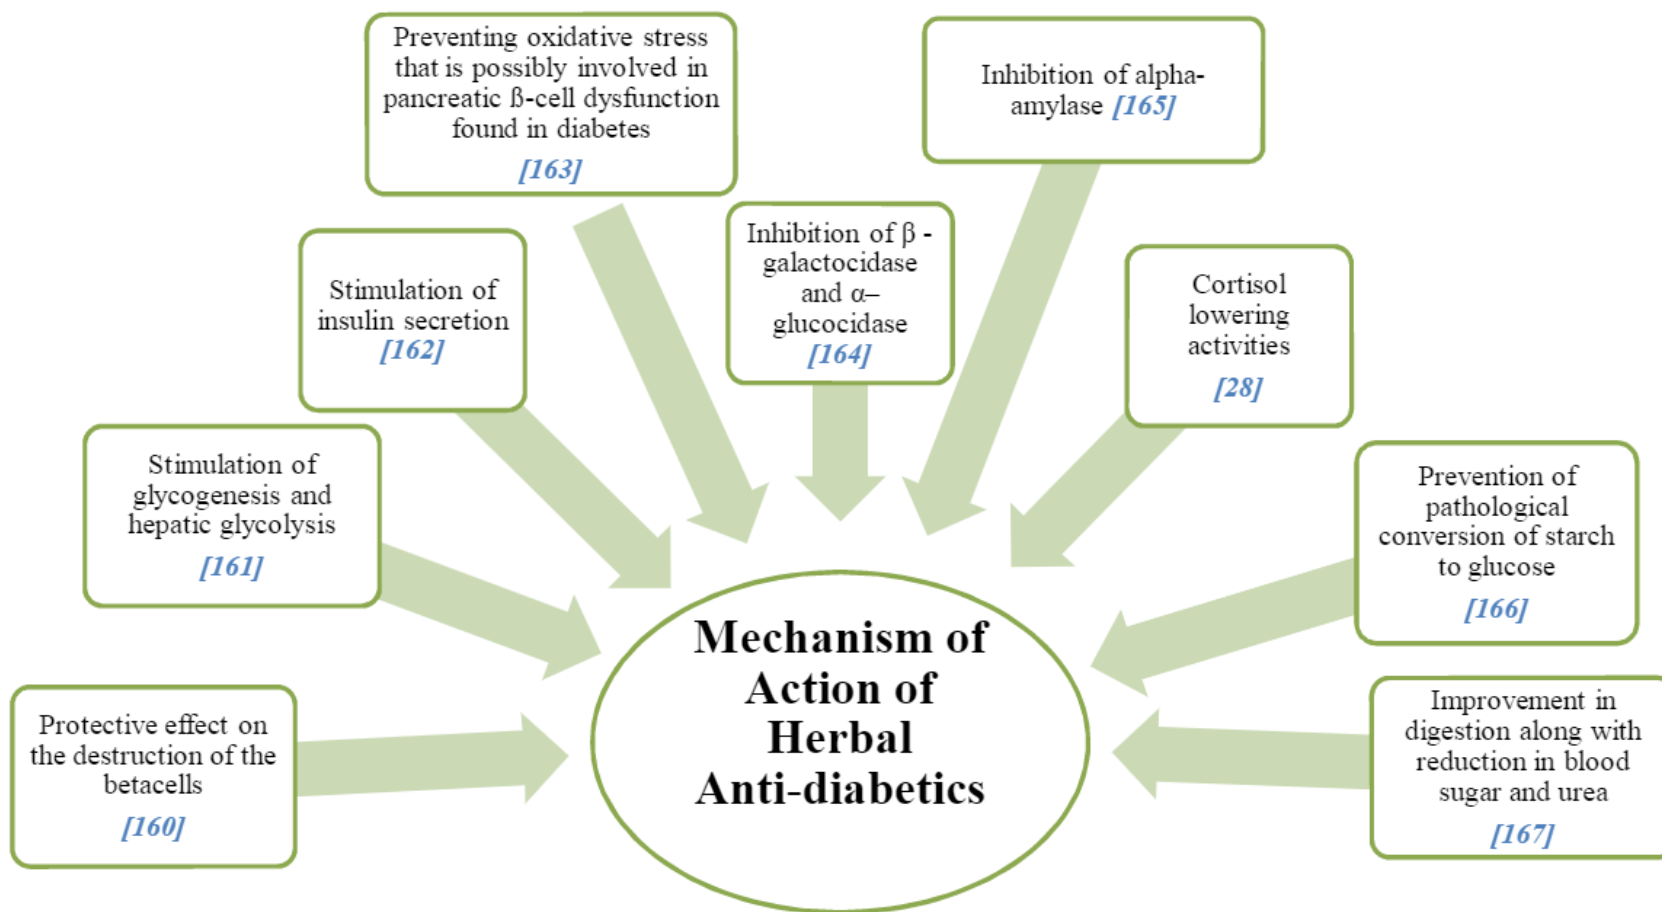 Preventing oxidative stress
that is possibly involved in
pancreatic ß-cell dysfunction
found in diabetes
[163]
Inhibition of alpha-
amylase [165]
Inhibition of β -
galactocidase
and α–
glucocidase
[164]
Stimulation of
insulin secretion
[162]
Cortisol
lowering
activities
[28]
Stimulation of
glycogenesis and
hepatic glycolysis
[161]
Prevention of
pathological
conversion of starch
to glucose
[166]
Protective effect on
the destruction of the
betacells
[160]
Mechanism of
Action of
Herbal
Anti-diabetics
Improvement in
digestion along with
reduction in blood
sugar and urea
[167]